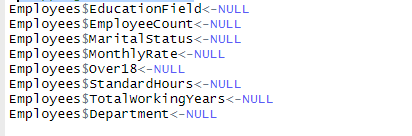 Employees$EducationField<-NULL
Employees$EmployeeCount<-NULL
Employees$MaritalStatus<-NULL
Employees$MonthlyRate<-NULL
Employees$Over18<-NULL
Employees$StandardHours<-NULL
Employees$TotalWorkingYears<-NULL
Employees$Department<-NULL